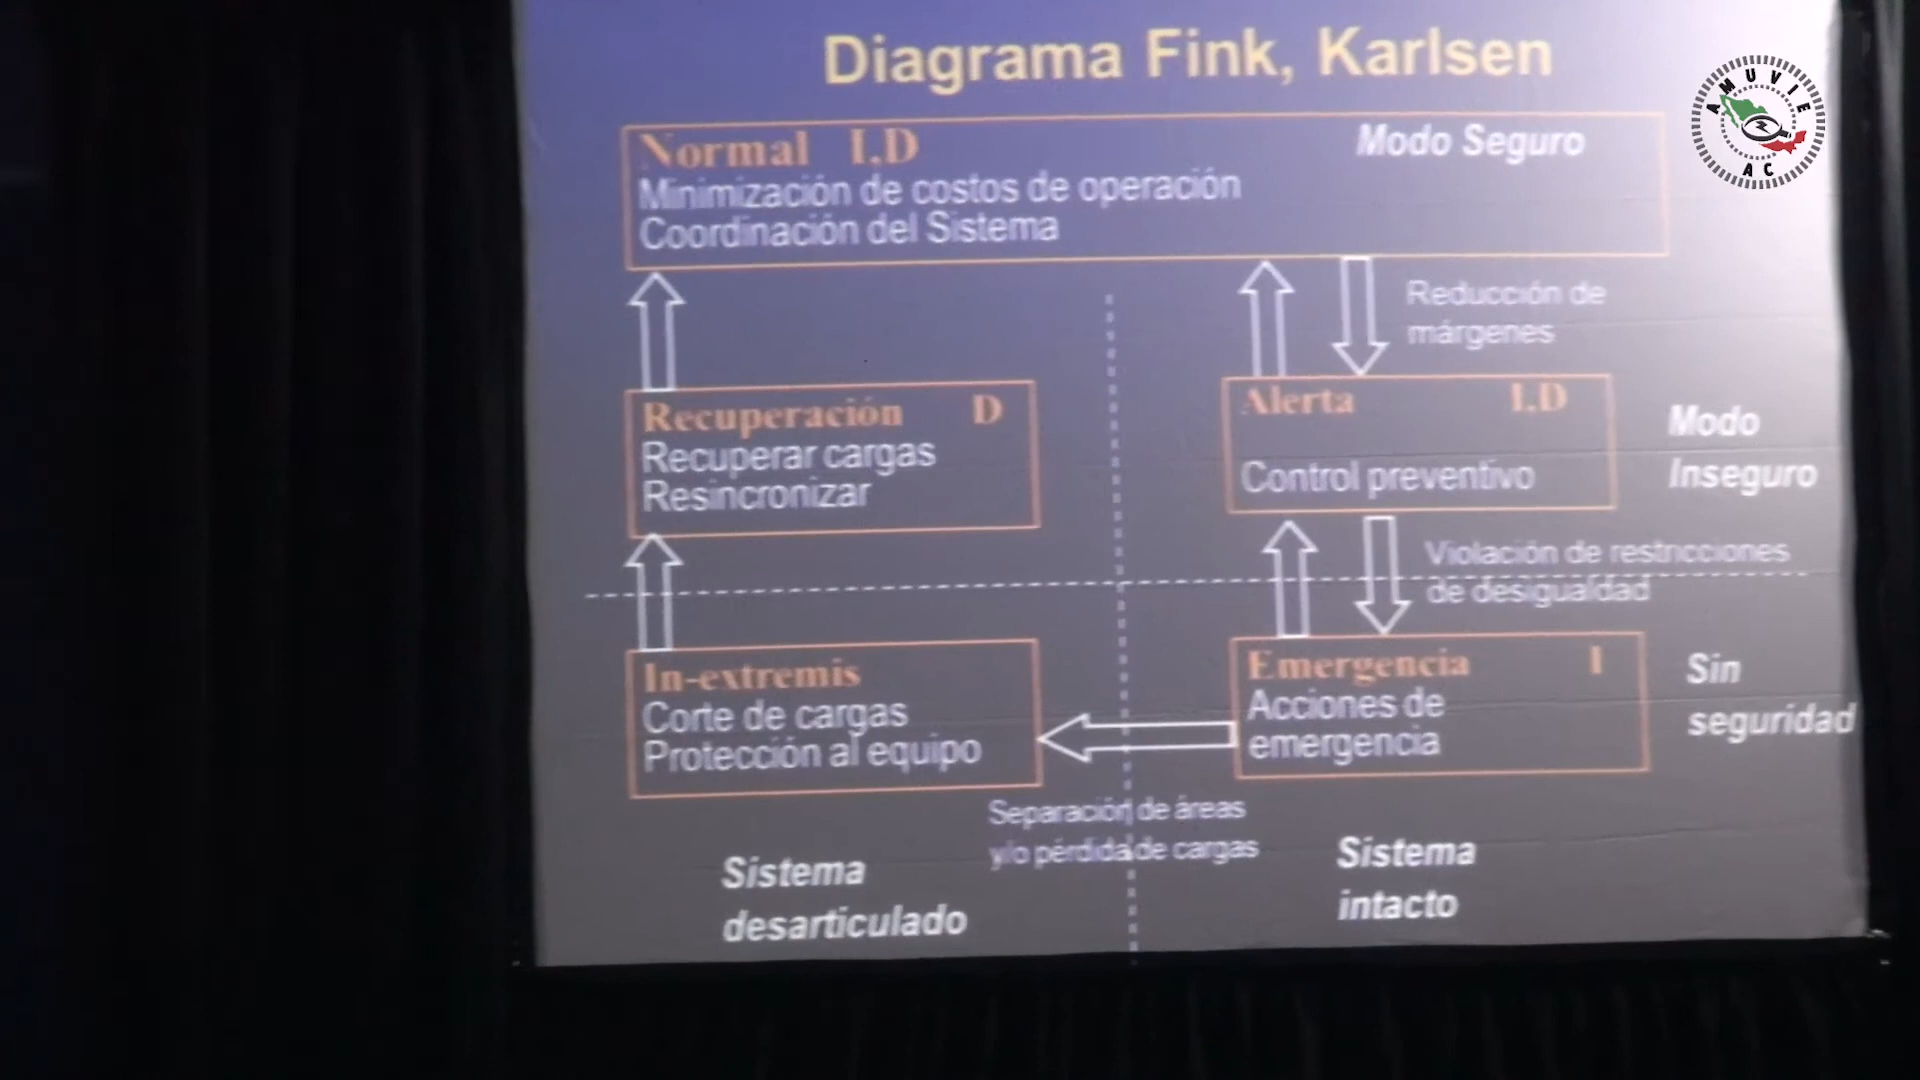 Diagrama Fink, Karlsen
AMUVIE
AC
Normal I,D
Modo Seguro
Minimización de costos de operación
Coordinación del Sistema
Reducción de
márgenes
Recuperación D
Recuperar cargas
Resincronizar
Alerta I,D
Control preventivo
Modo
Inseguro
Violación de restricciones
de desigualdad
In-extremis
Corte de cargas
Protección al equipo
Emergencia I
Acciones de
emergencia
Sin
seguridad
Separación de áreas
y/o pérdida de cargas
Sistema
desarticulado
Sistema
intacto